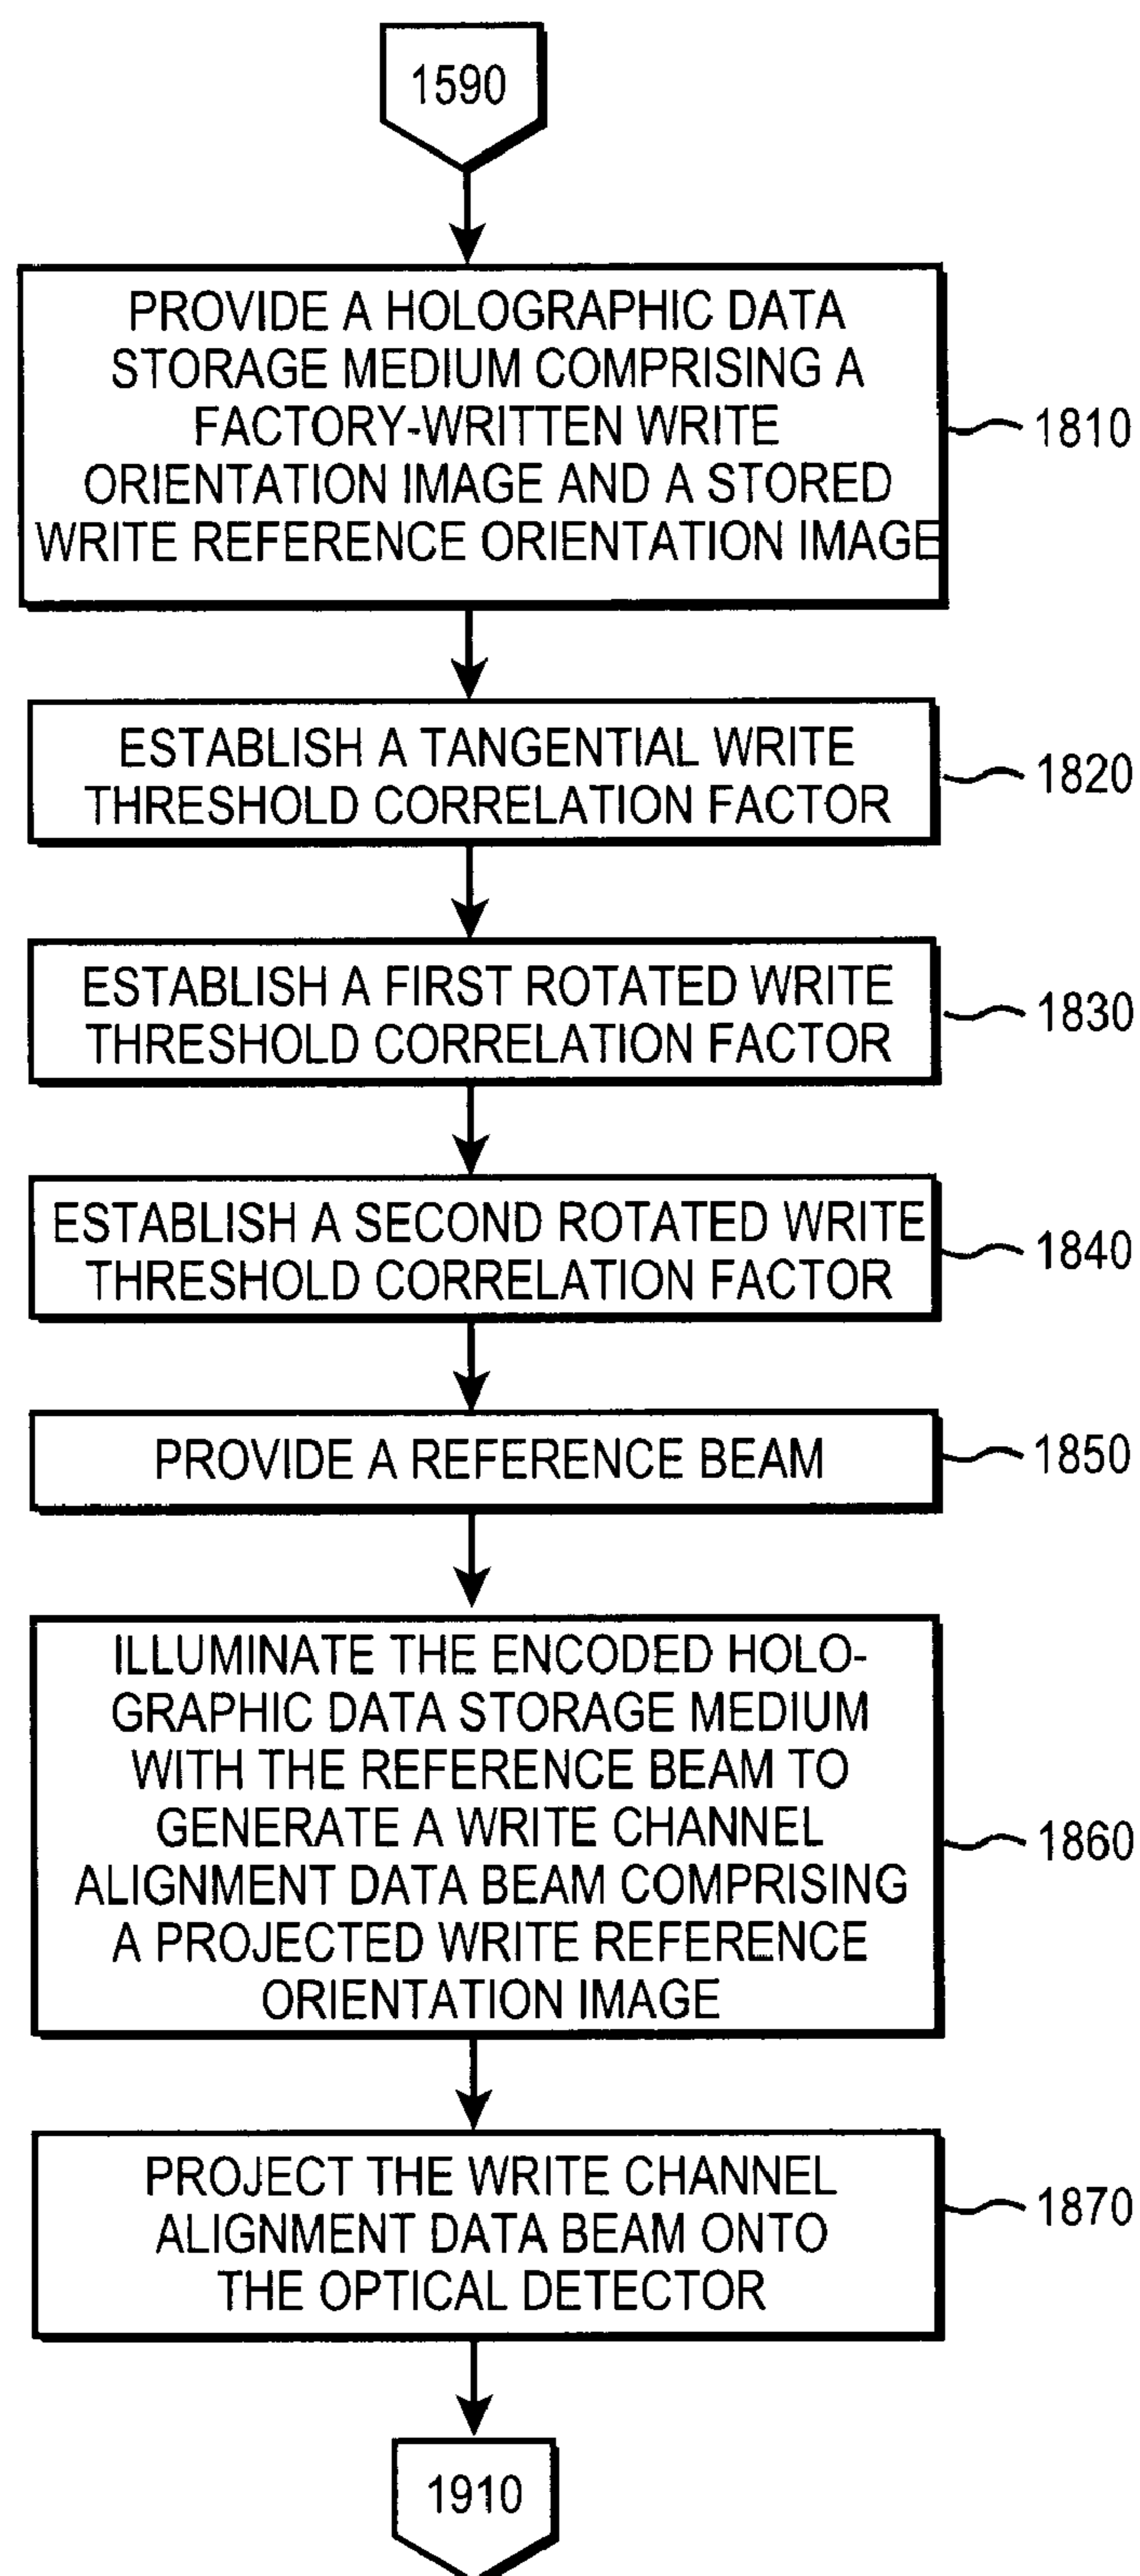 1590
PROVIDE A HOLOGRAPHIC DATA
STORAGE MEDIUM COMPRISING A
FACTORY-WRITTEN WRITE
ORIENTATION IMAGE AND A STORED
WRITE REFERENCE ORIENTATION IMAGE
1810
ESTABLISH A TANGENTIAL WRITE
THRESHOLD CORRELATION FACTOR
1820
ESTABLISH A FIRST ROTATED WRITE
THRESHOLD CORRELATION FACTOR
1830
ESTABLISH A SECOND ROTATED WRITE
THRESHOLD CORRELATION FACTOR
1840
PROVIDE A REFERENCE BEAM
1850
ILLUMINATE THE ENCODED HOLO-
GRAPHIC DATA STORAGE MEDIUM
WITH THE REFERENCE BEAM TO
GENERATE A WRITE CHANNEL
ALIGNMENT DATA BEAM COMPRISING
A PROJECTED WRITE REFERENCE
ORIENTATION IMAGE
1860
PROJECT THE WRITE CHANNEL
ALIGNMENT DATA BEAM ONTO
THE OPTICAL DETECTOR
1870
1910